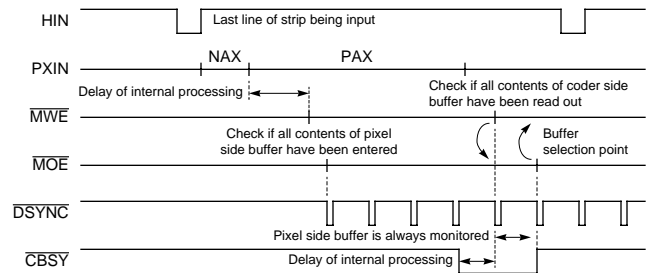 HIN
Last line of strip being input
NAX
PAX
PXIN
Delay of internal processing
Check if all contents of coder side
buffer have been read out
MWE
Check if all contents of pixel
side buffer have been entered
Buffer
selection point
MOE
DSYNC
Pixel side buffer is always monitored
Delay of internal processing
CBSY